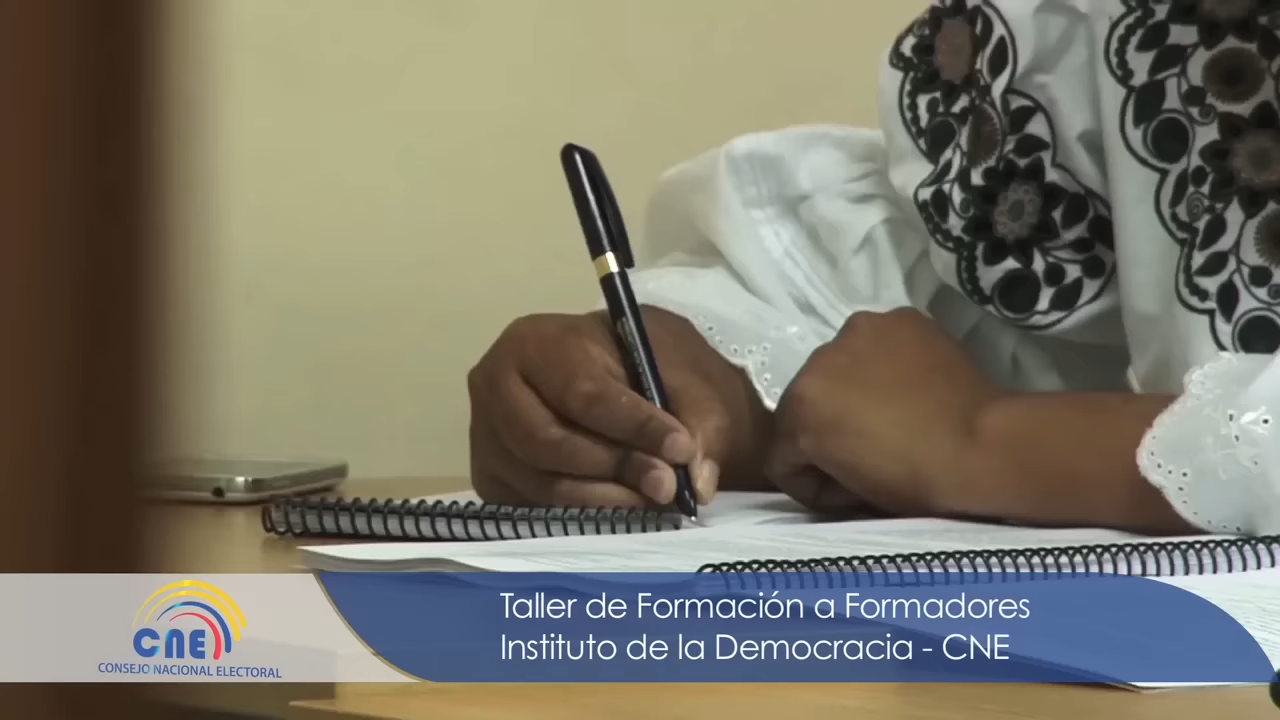 CNE
CONSEJO NACIONAL ELECTORAL
Taller de Formación a Formadores
Instituto de la Democracia - CNE